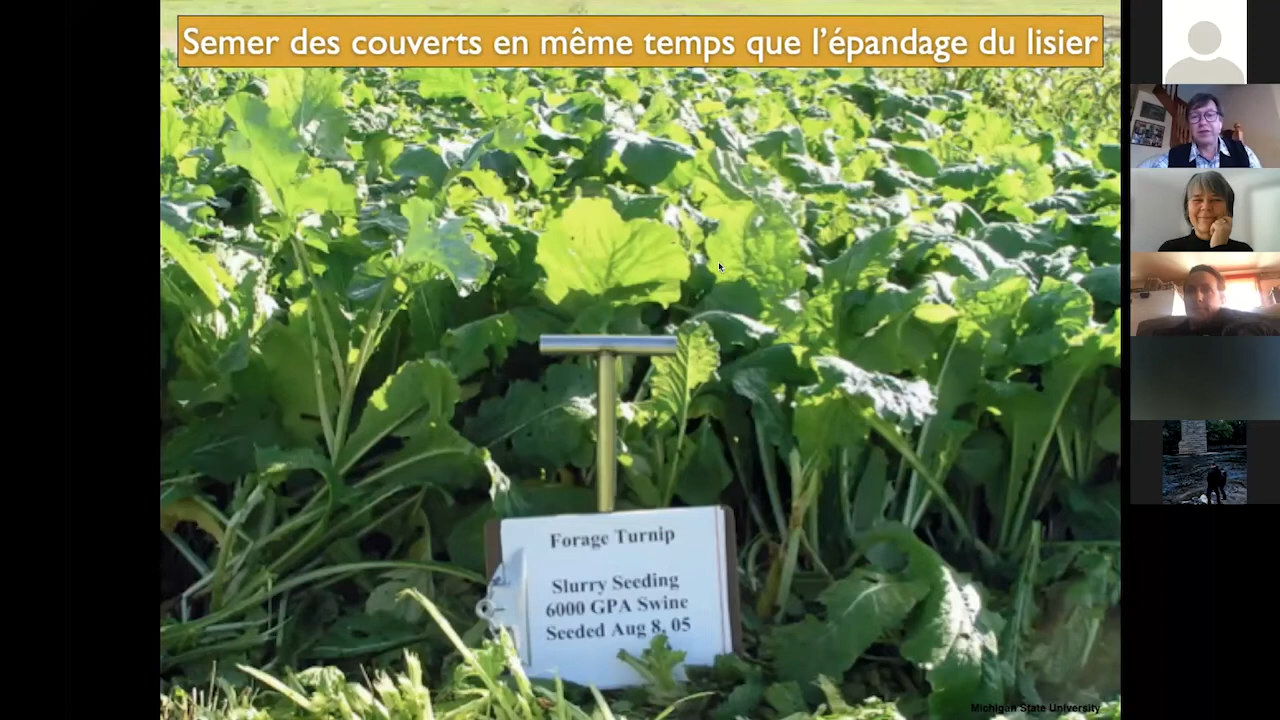 Semer des couverts en même temps que l'épandage du lisier
Forage Turnip
Slurry Seeding
6000 GPA Swine
Seeded Aug 8, 05
Michigan State University